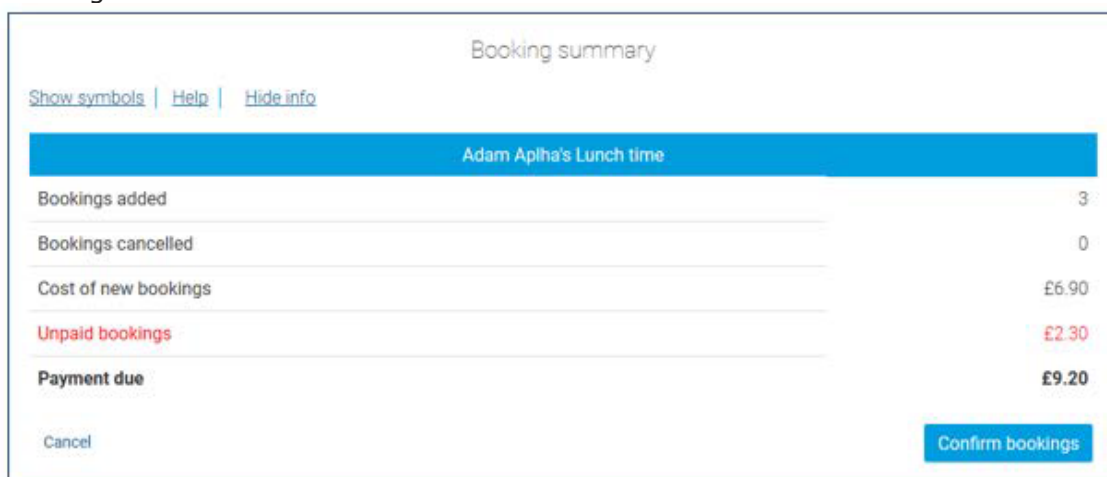 Booking summary
Show symbols | Help | Hide info
Adam Aplha's Lunch time
Bookings added 3
Bookings cancelled 0
Cost of new bookings £6.90
Unpaid bookings £2.30
Payment due £9.20
Cancel Confirm bookings